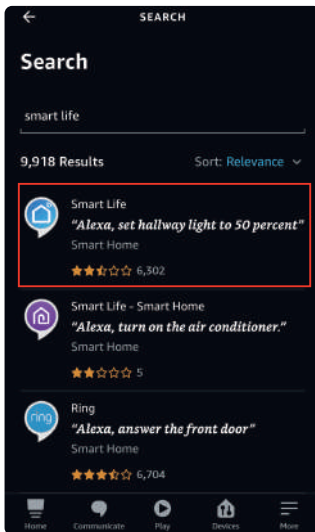 SEARCH
Search
smart life
9,918 Results Sort: Relevance
Smart Life
"Alexa, set hallway light to 50 percent"
Smart Home
6,302
Smart Life - Smart Home
"Alexa, turn on the air conditioner."
Smart Home
5
ring
Ring
"Alexa, answer the front door"
Smart Home
6,704
Home Communicate Play Devices More